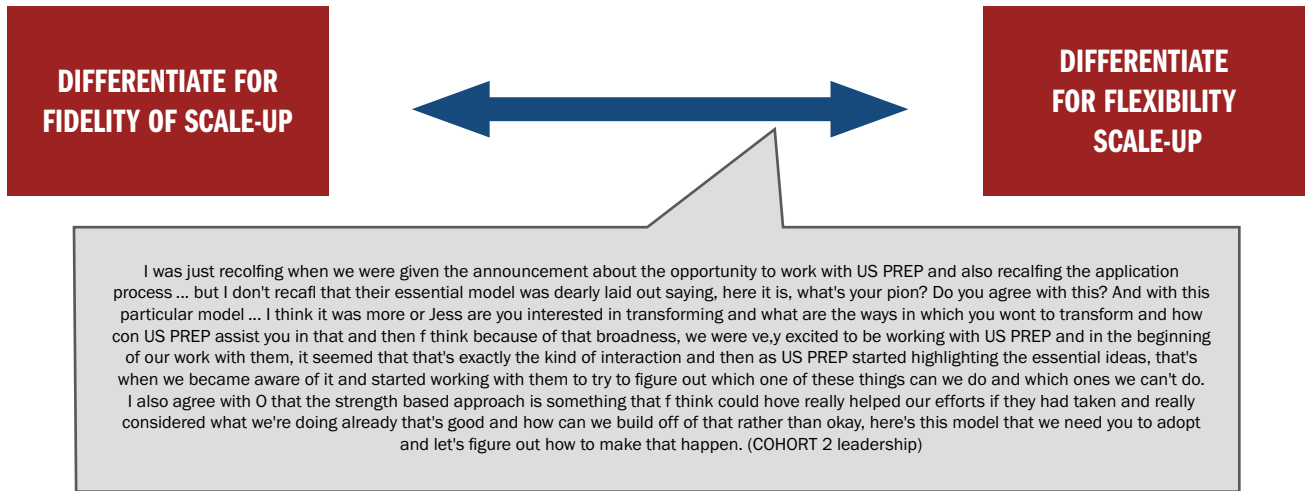 DIFFERENTIATE FOR
FIDELITY OF SCALE-UP
DIFFERENTIATE
FOR FLEXIBILITY
SCALE-UP
I was just recolfing when we were given the announcement about the opportunity to work with US PREP and also recalfing the application
process ... but I don't recafl that their essential model was dearly laid out saying, here it is, what's your pion? Do you agree with this? And with this
particular model ... I think it was more or Jess are you interested in transforming and what are the ways in which you wont to transform and how
con US PREP assist you in that and then f think because of that broadness, we were ve,y excited to be working with US PREP and in the beginning
of our work with them, it seemed that that's exactly the kind of interaction and then as US PREP started highlighting the essential ideas, that's
when we became aware of it and started working with them to try to figure out which one of these things can we do and which ones we can't do.
I also agree with O that the strength based approach is something that f think could hove really helped our efforts if they had taken and really
considered what we're doing already that's good and how can we build off of that rather than okay, here's this model that we need you to adopt
and let's figure out how to make that happen. (COHORT 2 leadership)